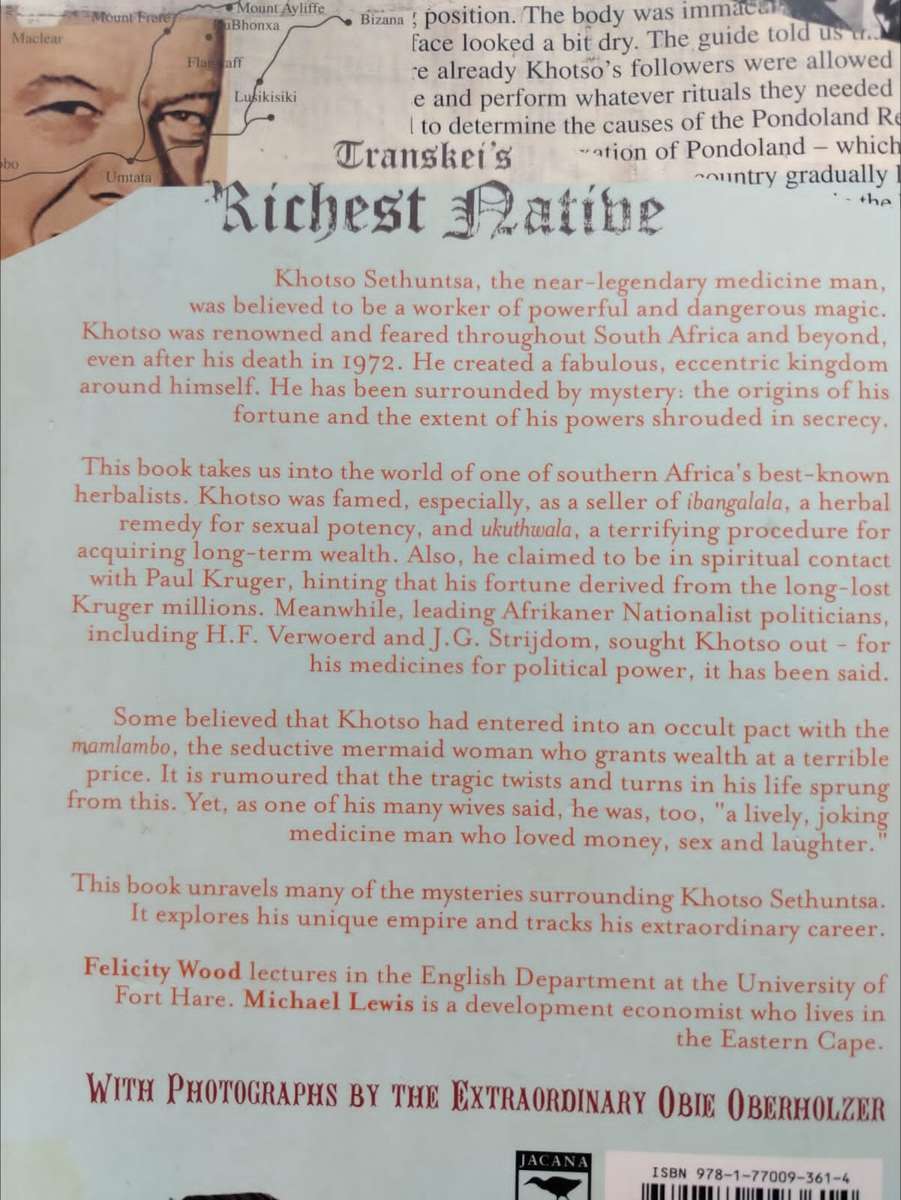 Mount Ayliffe
Mount Frere
Bhonxa
Bizana
Maclear
Flagstaff
Lusikisiki
Umtata
position. The body was
face looked a bit dry. The guide told us
already Khotso's followers were allowed
e and perform whatever rituals they needed
to determine the causes of the Pondoland
of Pondoland – which
country gradually
the
Transkei's
Richest Native
Khotso Sethuntsa, the near-legendary medicine man,
was believed to be a worker of powerful and dangerous magic.
Khotso was renowned and feared throughout South Africa and beyond,
even after his death in 1972. He created a fabulous, eccentric kingdom
around himself. He has been surrounded by mystery: the origins of his
fortune and the extent of his powers shrouded in secrecy.
This book takes us into the world of one of southern Africa's best-known
herbalists. Khotso was famed, especially, as a seller of ibangalala, a herbal
remedy for sexual potency, and ukuthwala, a terrifying procedure for
acquiring long-term wealth. Also, he claimed to be in spiritual contact
with Paul Kruger, hinting that his fortune derived from the long-lost
Kruger millions. Meanwhile, leading Afrikaner Nationalist politicians,
including H.F. Verwoerd and J.G. Strijdom, sought Khotso out – for
his medicines for political power, it has been said.
Some believed that Khotso had entered into an occult pact with the
mamlambo, the seductive mermaid woman who grants wealth at a terrible
price. It is rumoured that the tragic twists and turns in his life sprung
from this. Yet, as one of his many wives said, he was, too, "a lively, joking
medicine man who loved money, sex and laughter."
This book unravels many of the mysteries surrounding Khotso Sethuntsa.
It explores his unique empire and tracks his extraordinary career.
Felicity Wood lectures in the English Department at the University of
Fort Hare. Michael Lewis is a development economist who lives in
the Eastern Cape.
With Photographs by the Extraordinary Obie Oberholzer
JACANA
ISBN 978-1-77009-361-4